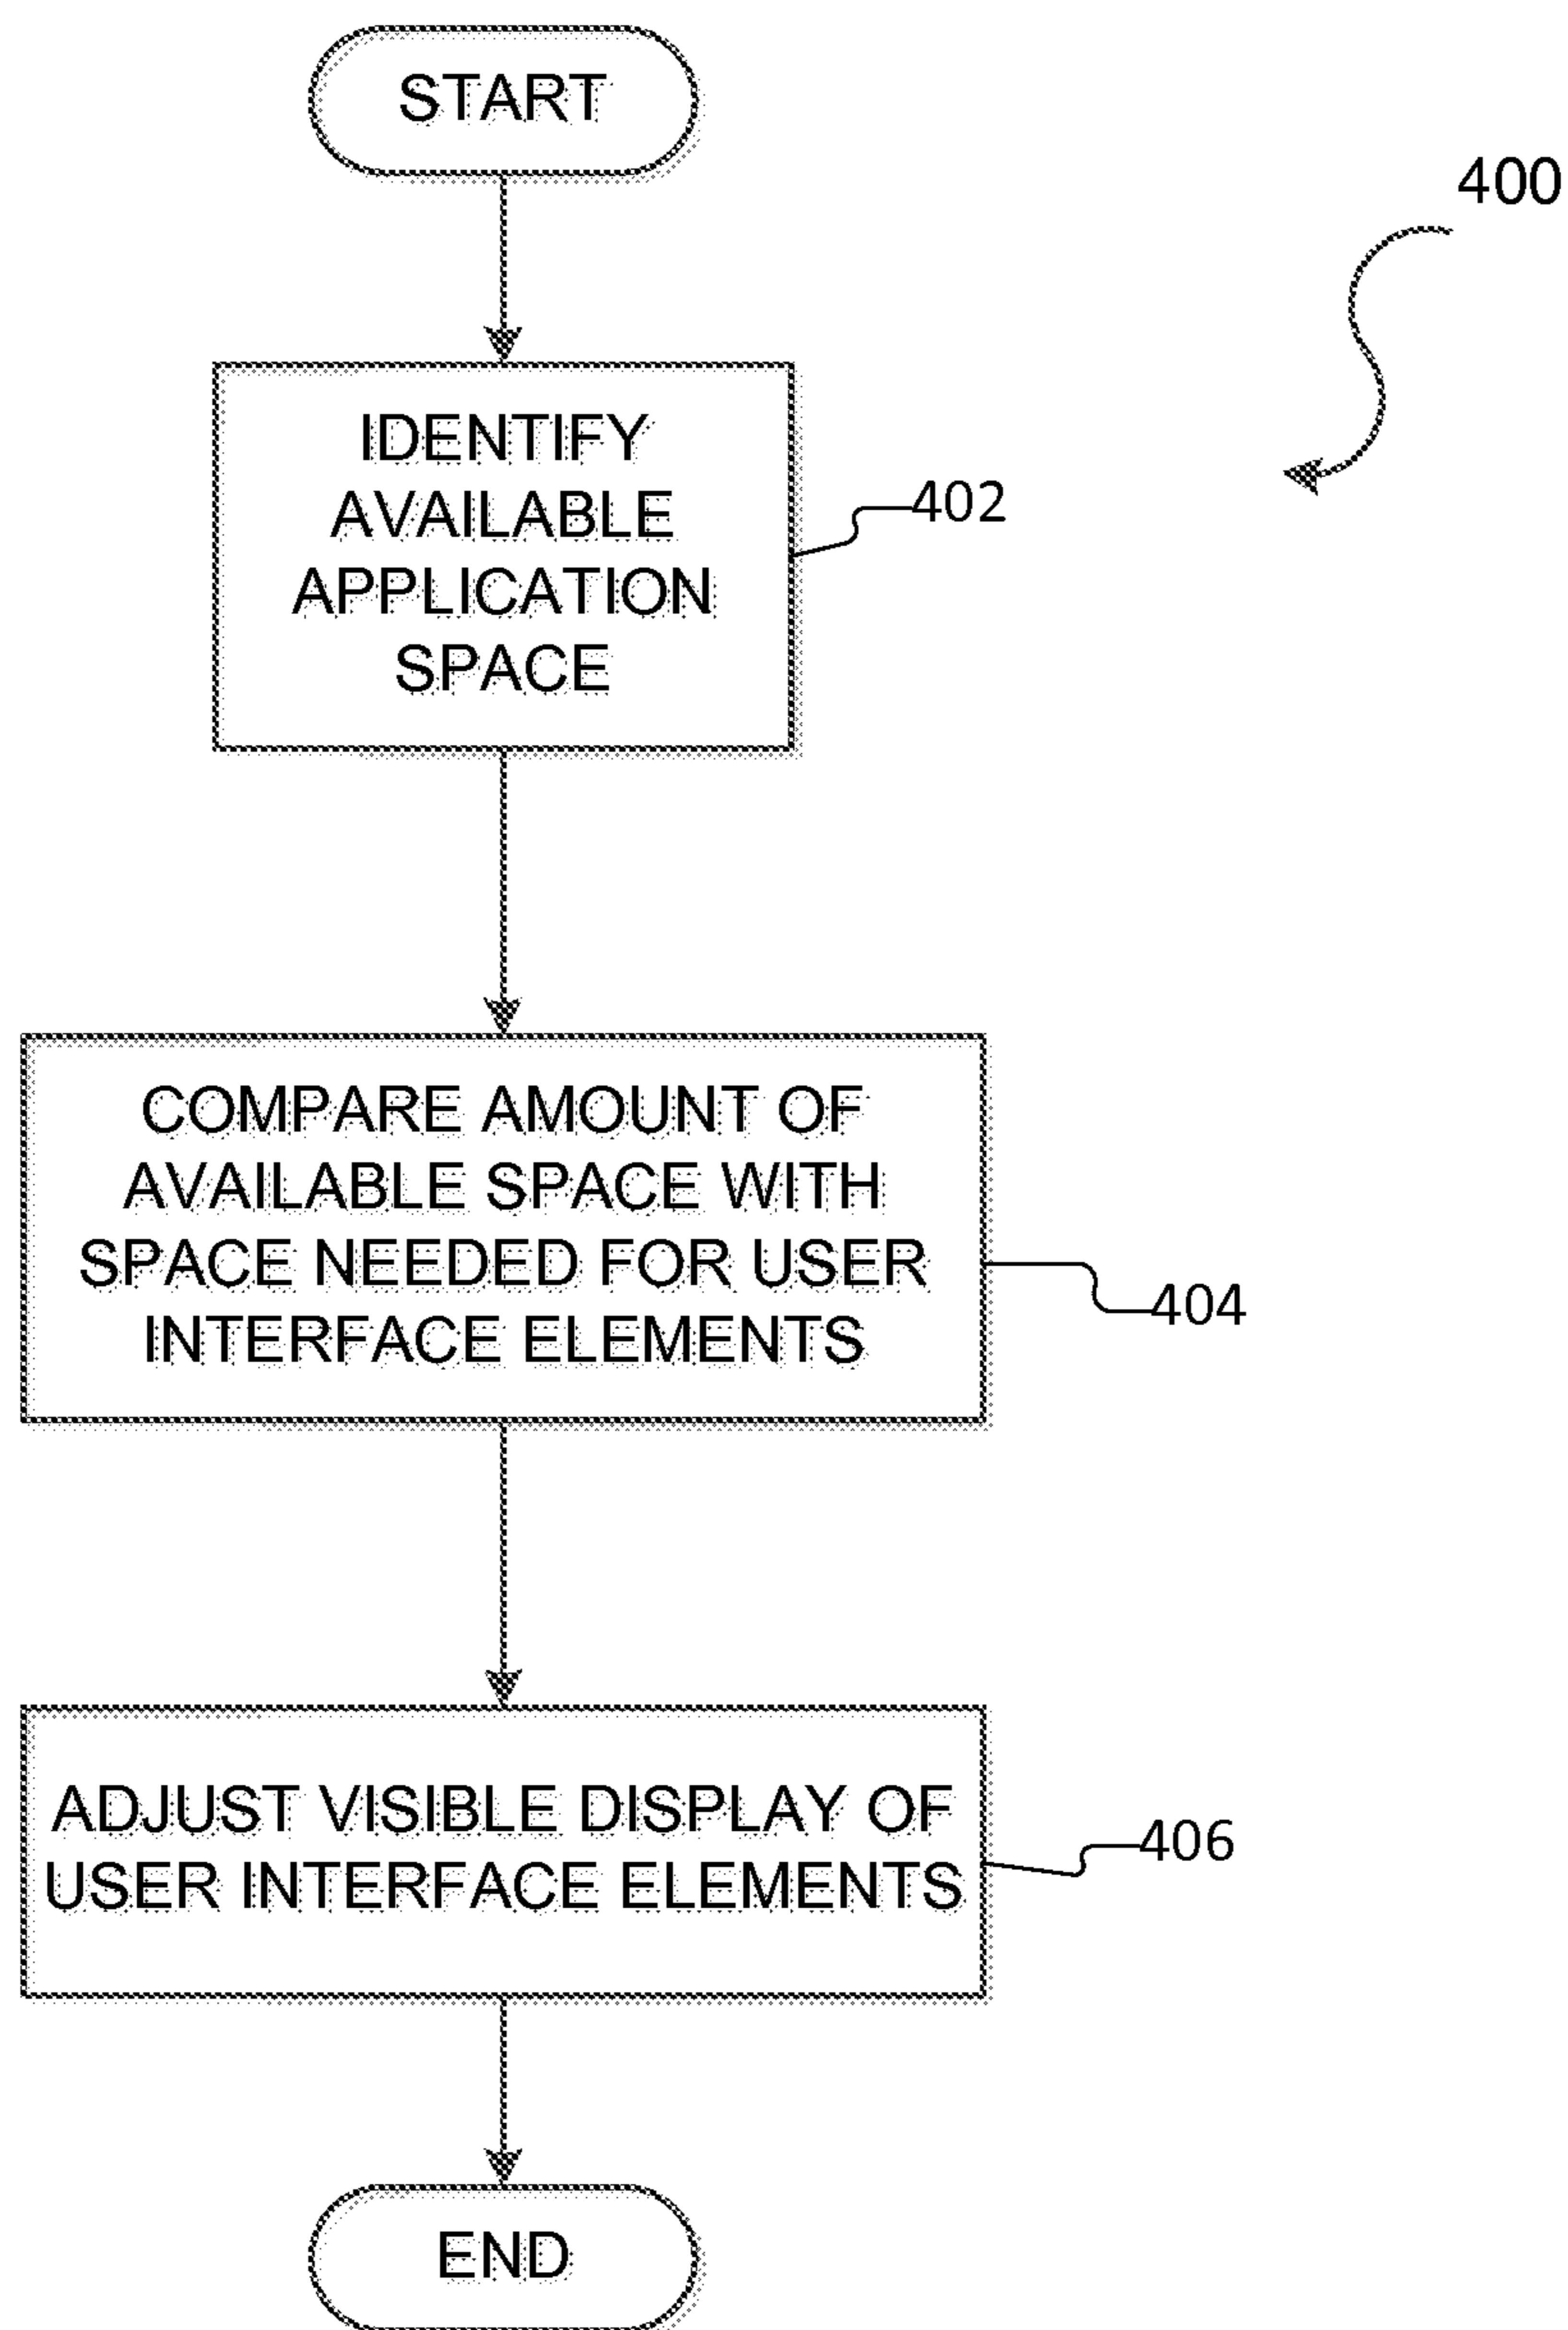 START
400
IDENTIFY
AVAILABLE
APPLICATION
SPACE
402
COMPARE AMOUNT OF
AVAILABLE SPACE WITH
SPACE NEEDED FOR USER
INTERFACE ELEMENTS
404
ADJUST VISIBLE DISPLAY OF
USER INTERFACE ELEMENTS
406
END